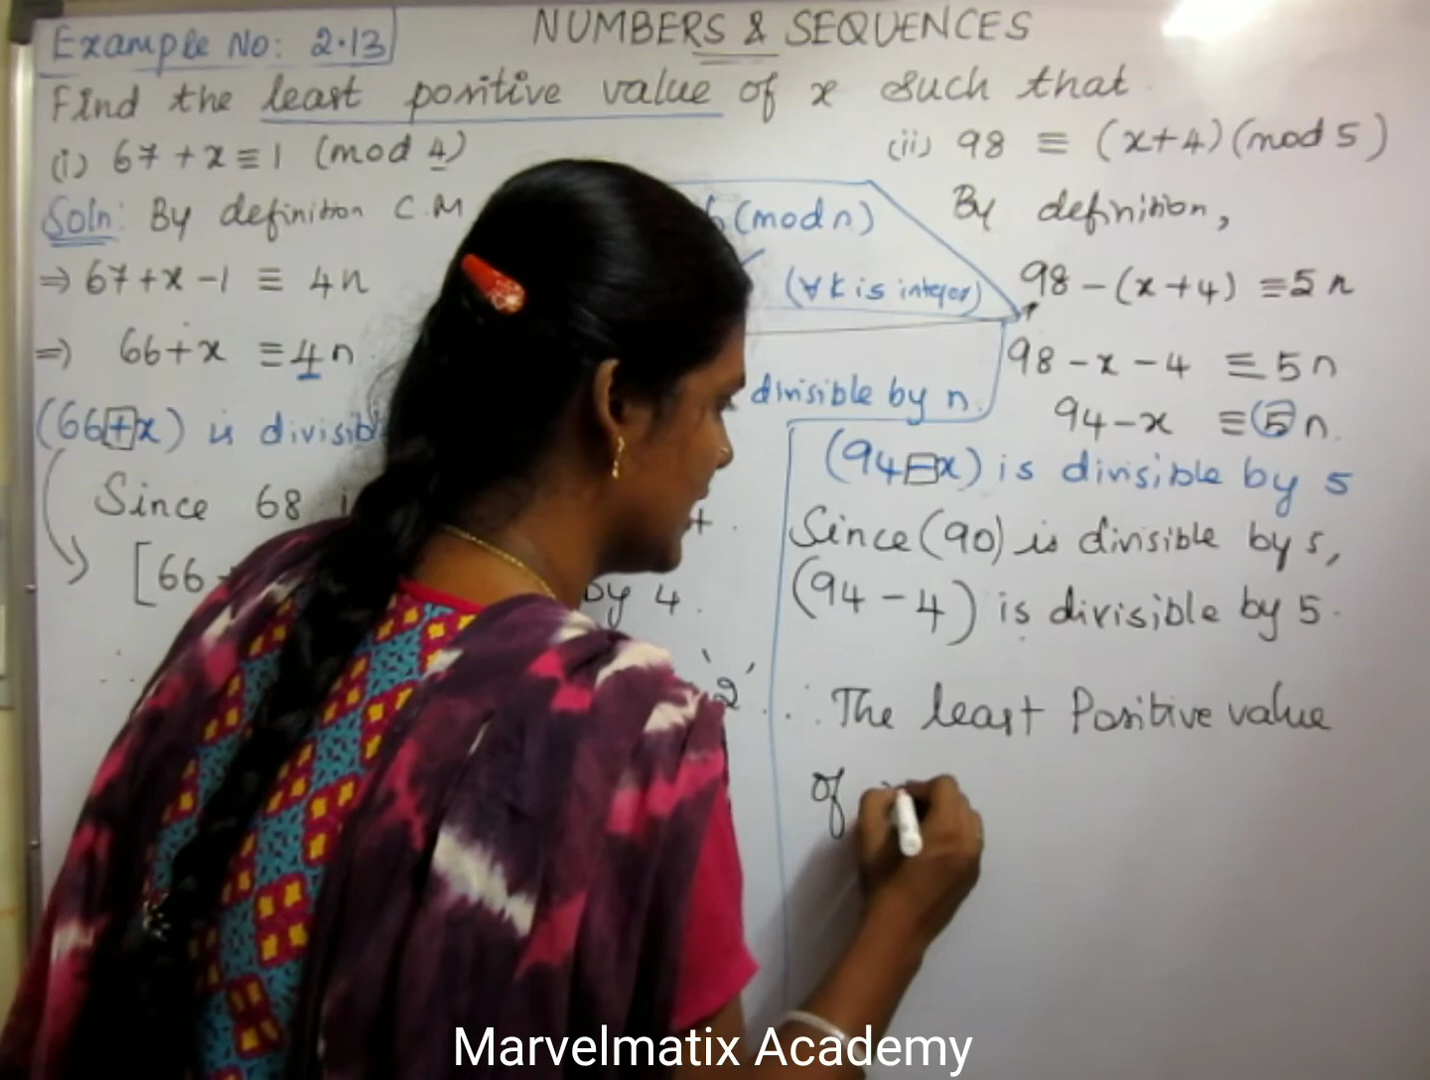 Example No: 2.13
NUMBERS & SEQUENCES
Find the least positive value of x such that
(i) 67 + x ≡ 1 (mod 4)
Soln: By definition C.M
⇒ 67 + x - 1 ≡ 4n
⇒ 66 + x ≡ 4n
(66 + x) is
Since 68
[66
by 4.
'2'.
(mod n)
(∀ k is integer)
divisible by n.
(ii) 98 ≡ (x+4) (mod 5)
By definition,
98 - (x + 4) ≡ 5n
98 - x - 4 ≡ 5n
94 - x ≡ 5n.
(94 - x) is divisible by 5
Since (90) is divisible by 5,
(94 - 4) is divisible by 5.
∴ The least Positive value
of
Marvelmatix Academy